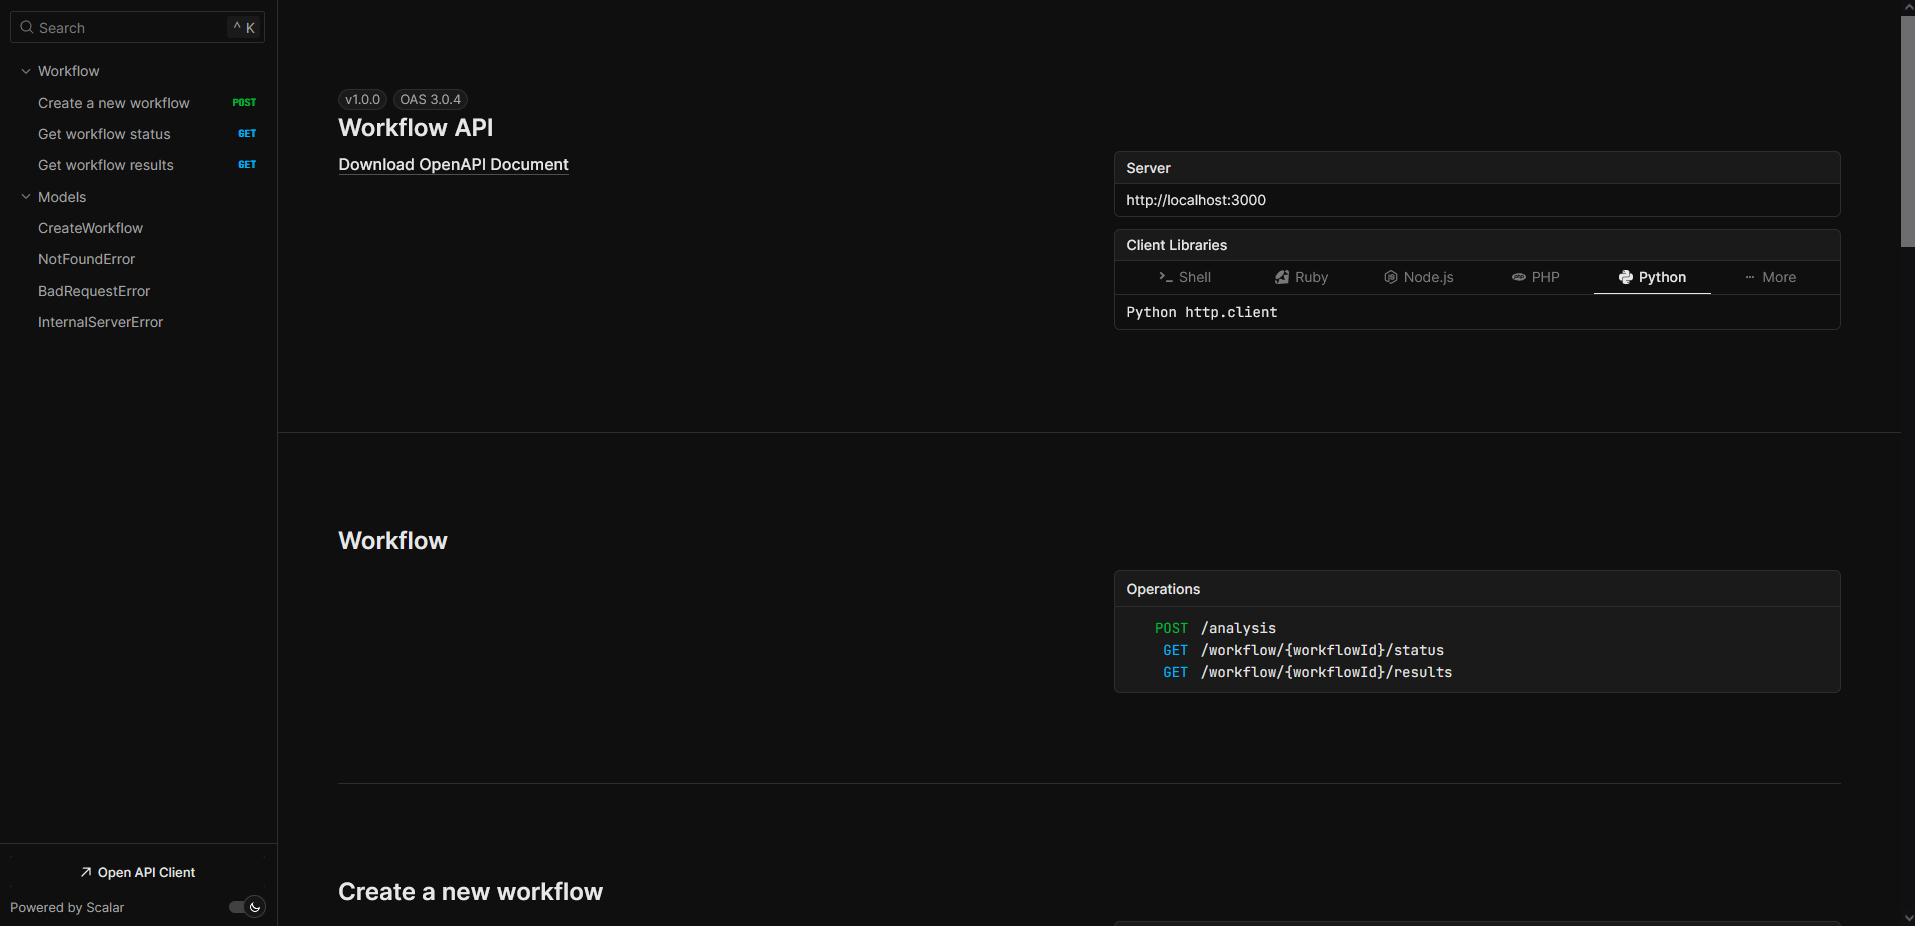 Search
^ K
Workflow
Create a new workflow POST
Get workflow status GET
Get workflow results GET
Models
CreateWorkflow
NotFoundError
BadRequestError
InternalServerError
Open API Client
Powered by Scalar
v1.0.0 OAS 3.0.4
Workflow API
Download OpenAPI Document
Server
http://localhost:3000
Client Libraries
Shell Ruby Node.js PHP Python More
Python http.client
Workflow
Operations
POST /analysis
GET /workflow/{workflowId}/status
GET /workflow/{workflowId}/results
Create a new workflow